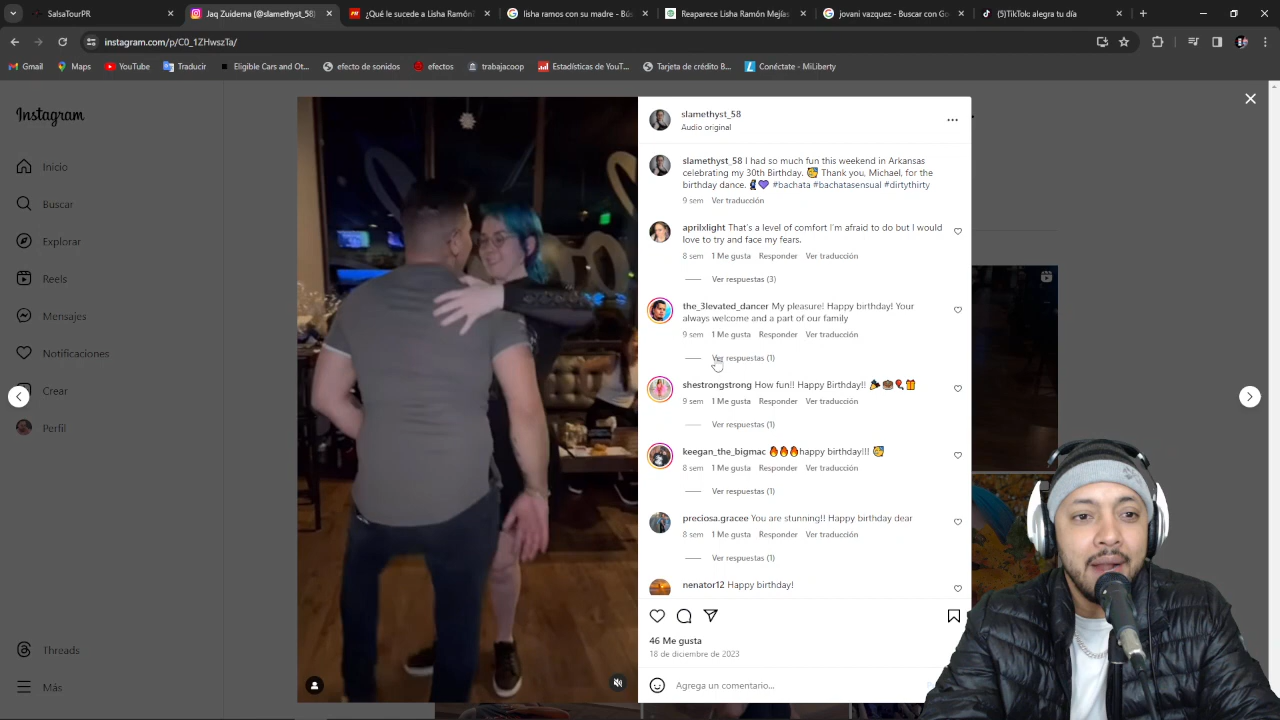 SalsaTourPR
Jaq Zuidema (@slamethyst_58)
¿Qué le sucede a Lisha Ramón
lisha ramos con su madre - Bús
Reaparece Lisha Ramón Mejías
jovani vazquez - Buscar con Go
(5)TikTok: alegra tu día
instagram.com/p/C0_1ZHwszTa/
Gmail
Maps
YouTube
Traducir
Eligible Cars and Ot...
efecto de sonidos
efectos
trabajacoop
Estadísticas de YouT...
Tarjeta de crédito B...
Conéctate - MiLiberty
Instagram
Inicio
Buscar
Explorar
Reels
Mensajes
Notificaciones
Crear
Perfil
Threads
Más
slamethyst_58
Audio original
slamethyst_58 I had so much fun this weekend in Arkansas
celebrating my 30th Birthday. 🥳 Thank you, Michael, for the
birthday dance. 💜 #bachata #bachatasensual #dirtythirty
9 sem Ver traducción
aprilxlight That's a level of comfort I'm afraid to do but I would
love to try and face my fears.
8 sem 1 Me gusta Responder Ver traducción
Ver respuestas (3)
the_3levated_dancer My pleasure! Happy birthday! Your
always welcome and a part of our family
9 sem 1 Me gusta Responder Ver traducción
Ver respuestas (1)
shestrongstrong How fun!! Happy Birthday!! 🎉🎂🎈🎁
9 sem 1 Me gusta Responder Ver traducción
Ver respuestas (1)
keegan_the_bigmac 🔥🔥🔥happy birthday!!! 🥳
8 sem 1 Me gusta Responder Ver traducción
Ver respuestas (1)
preciosa.gracee You are stunning!! Happy birthday dear
8 sem 1 Me gusta Responder Ver traducción
Ver respuestas (1)
nenator12 Happy birthday!
46 Me gusta
18 de diciembre de 2023
Agrega un comentario...